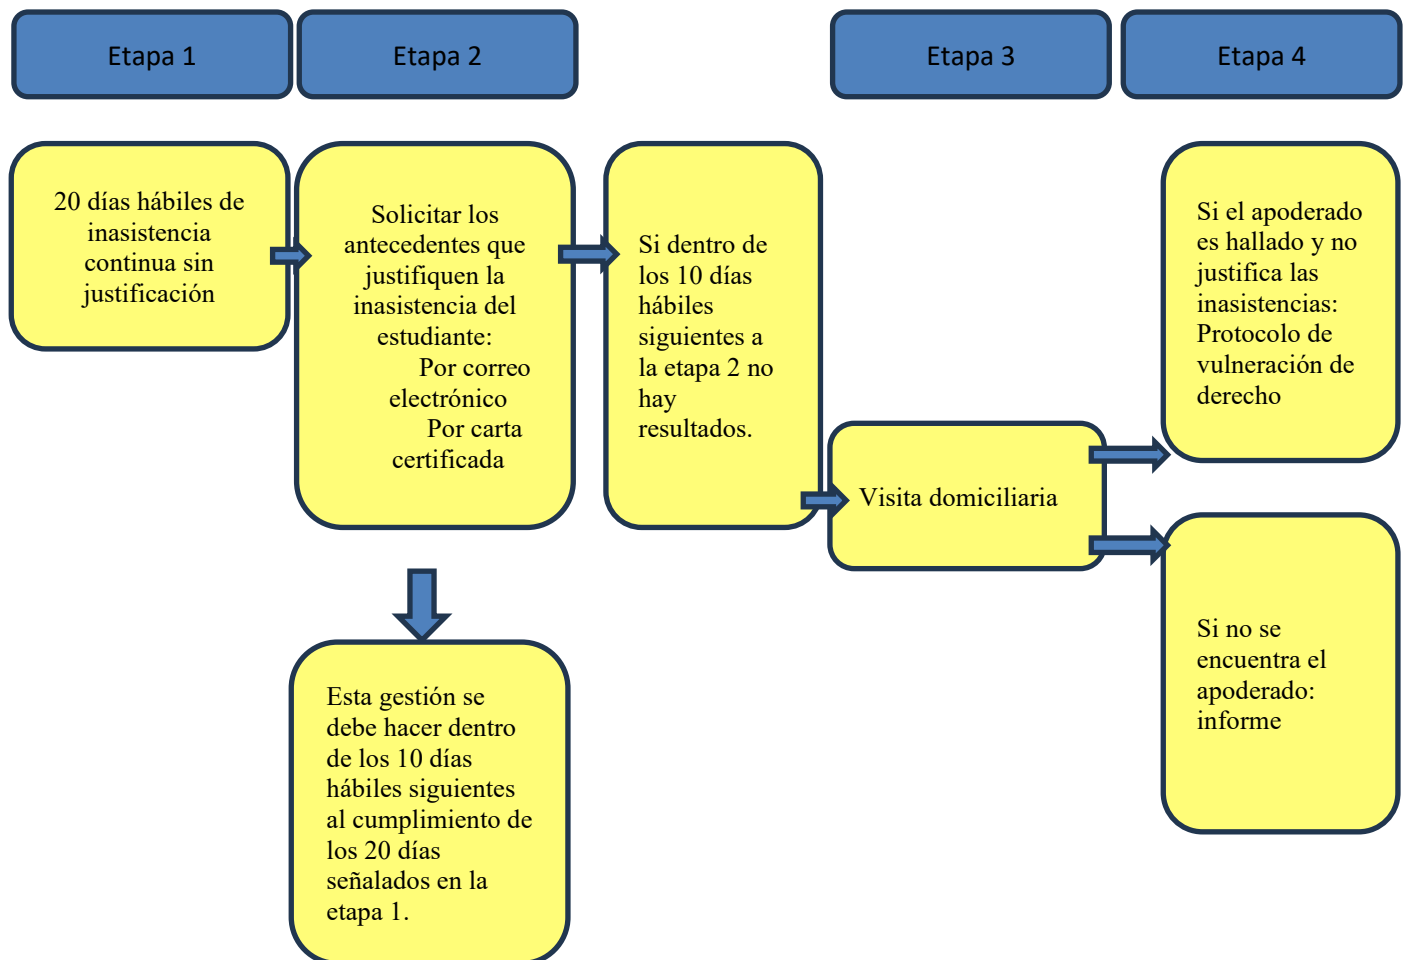 Etapa 1
Etapa 2
Etapa 3
Etapa 4
20 días hábiles de
inasistencia
continua sin
justificación
Solicitar los
antecedentes que
justifiquen la
inasistencia del
estudiante:
Por correo
electrónico
Por carta
certificada
Esta gestión se
debe hacer dentro
de los 10 días
hábiles siguientes
al cumplimiento de
los 20 días
señalados en la
etapa 1.
Si dentro de
los 10 días
hábiles
siguientes a
la etapa 2 no
hay
resultados.
Visita domiciliaria
Si el apoderado
es hallado y no
justifica las
inasistencias:
Protocolo de
vulneración de
derecho
Si no se
encuentra el
apoderado:
informe